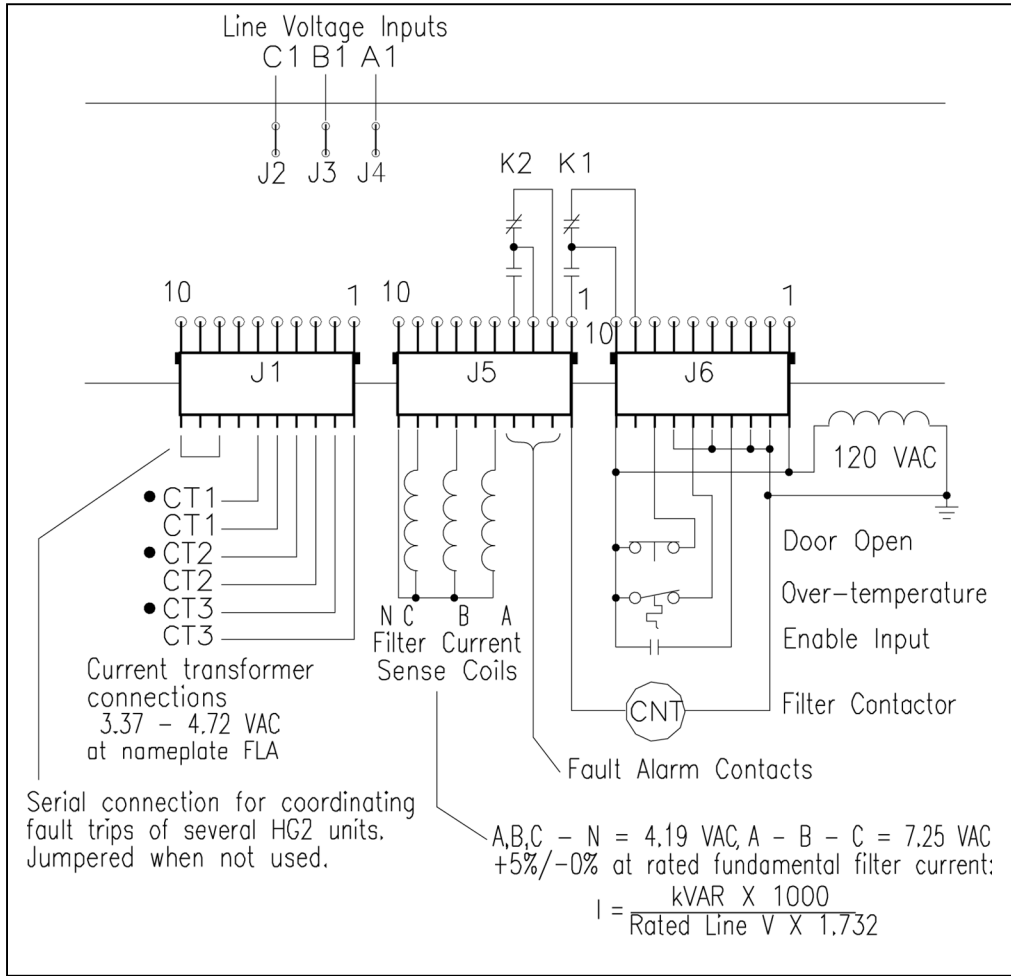 Line Voltage Inputs
C1 B1 A1
J2 J3 J4
K2 K1
10 1
10 1
10 1
J1 J5 J6
120 VAC
● CT1
CT1
● CT2
CT2
● CT3
CT3
N C B A
Filter Current
Sense Coils
Door Open
Over-temperature
Enable Input
CNT
Filter Contactor
Current transformer
connections
3.37 – 4.72 VAC
at nameplate FLA
Fault Alarm Contacts
Serial connection for coordinating
fault trips of several HG2 units.
Jumpered when not used.
A,B,C – N = 4.19 VAC, A – B – C = 7.25 VAC
+5%/-0% at rated fundamental filter current:
I = kVAR X 1000
Rated Line V X 1.732